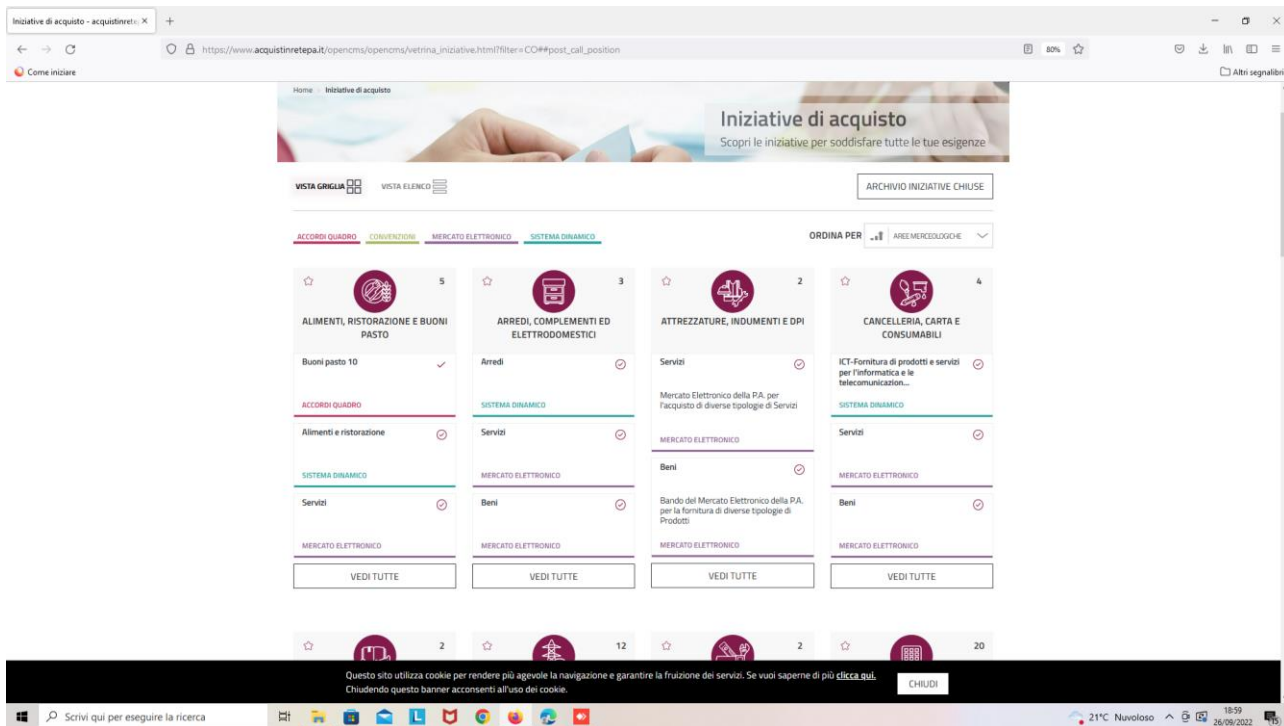 Iniziative di acquisto - acquistinrete
https://www.acquistinretepa.it/opencms/opencms/vetrina_iniziative.html?filter=CO##post_call_position
80%
Come iniziare
Altri segnalibri
Home
Iniziative di acquisto
Iniziative di acquisto
Scopri le iniziative per soddisfare tutte le tue esigenze
VISTA GRIGLIA
VISTA ELENCO
ARCHIVIO INIZIATIVE CHIUSE
ACCORDI QUADRO
CONVENZIONI
MERCATO ELETTRONICO
SISTEMA DINAMICO
ORDINA PER
AREE MERCEOLOGICHE
5
ALIMENTI, RISTORAZIONE E BUONI
PASTO
Buoni pasto 10
ACCORDI QUADRO
Alimenti e ristorazione
SISTEMA DINAMICO
Servizi
MERCATO ELETTRONICO
VEDI TUTTE
3
ARREDI, COMPLEMENTI ED
ELETTRODOMESTICI
Arredi
SISTEMA DINAMICO
Servizi
MERCATO ELETTRONICO
Beni
MERCATO ELETTRONICO
VEDI TUTTE
2
ATTREZZATURE, INDUMENTI E DPI
Servizi
Mercato Elettronico della P.A. per
l'acquisto di diverse tipologie di Servizi
MERCATO ELETTRONICO
Beni
Bando del Mercato Elettronico della P.A.
per la fornitura di diverse tipologie di
Prodotti
MERCATO ELETTRONICO
VEDI TUTTE
4
CANCELLERIA, CARTA E
CONSUMABILI
ICT-Fornitura di prodotti e servizi
per l'informatica e le
telecomunicazion...
SISTEMA DINAMICO
Servizi
MERCATO ELETTRONICO
Beni
MERCATO ELETTRONICO
VEDI TUTTE
2
12
2
20
Questo sito utilizza cookie per rendere più agevole la navigazione e garantire la fruizione dei servizi. Se vuoi saperne di più clicca qui.
Chiudendo questo banner acconsenti all'uso dei cookie.
CHIUDI
Scrivi qui per eseguire la ricerca
L
21°C Nuvoloso
18:59
26/09/2022